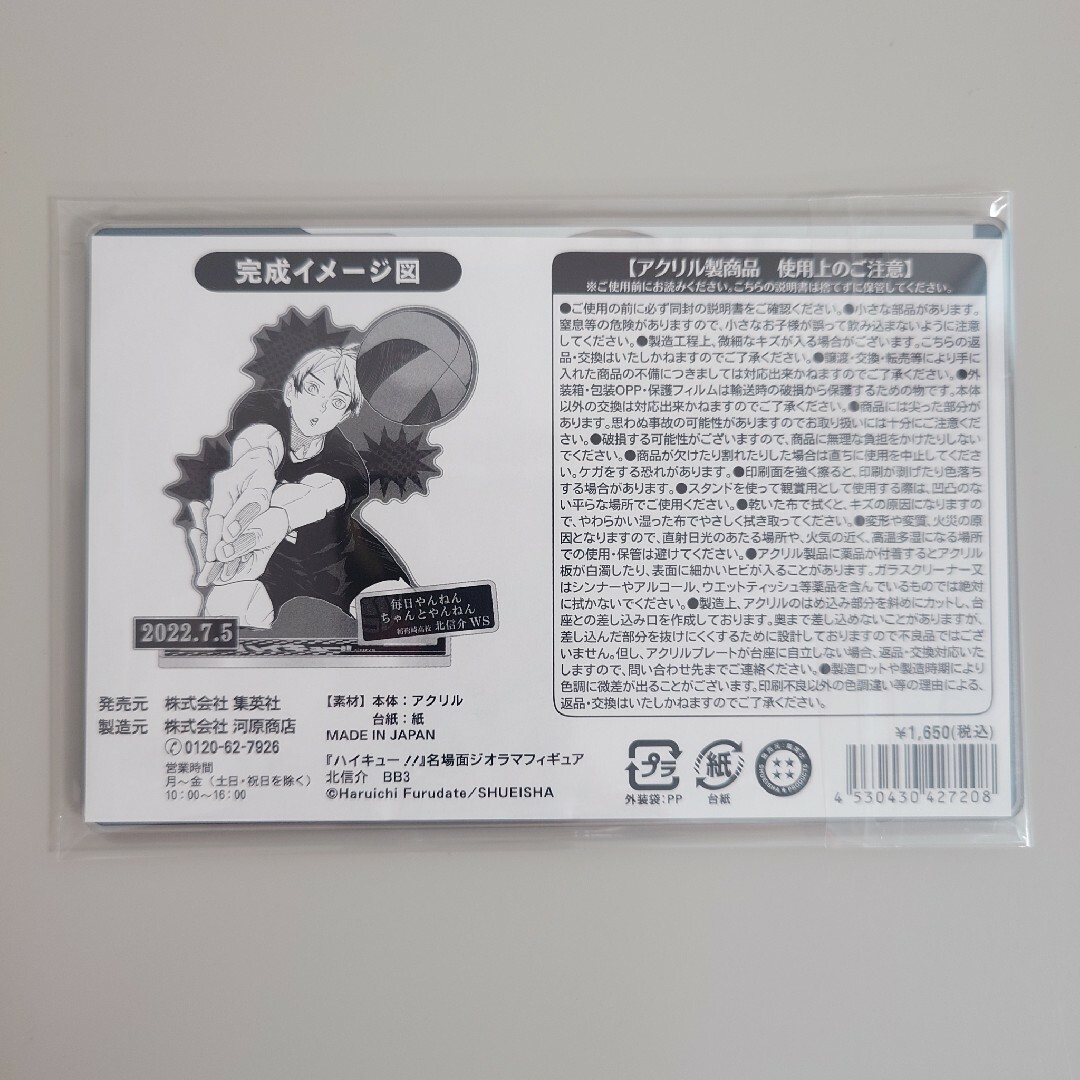 完成イメージ図
2022.7.5
毎日やんねん
ちゃんとやんねん
稲荷崎高校 北信介 WS
発売元 株式会社 集英社
製造元 株式会社 河原商店
0120-62-7926
営業時間
月~金(土日・祝日を除く)
10:00~16:00
【素材】本体:アクリル
台紙:紙
MADE IN JAPAN
『ハイキュー!!』名場面ジオラマフィギュア
北信介 BB3
©Haruichi Furudate/SHUEISHA
【アクリル製商品 使用上のご注意】
※ご使用前にお読みください。こちらの説明書は捨てずに保管してください。
●ご使用の前に必ず同封の説明書をご確認ください。●小さな部品があります。
窒息等の危険がありますので、小さなお子様が誤って飲み込まないように注意
してください。●製造工程上、微細なキズが入る場合がございます。こちらの返
品・交換はいたしかねますのでご了承ください。●譲渡・交換・転売等により手に
入れた商品の不備につきましては対応出来かねますのでご了承ください。●外
装箱・包装OPP・保護フィルムは輸送時の破損から保護するための物です。本体
以外の交換は対応出来かねますのでご了承ください。●商品には尖った部分が
あります。思わぬ事故の可能性がありますのでお取り扱いには十分にご注意くだ
さい。●破損する可能性がございますので、商品に無理な負担をかけたりしない
でください。●商品が欠けたり割れたりした場合は直ちに使用を中止してくださ
い。ケガをする恐れがあります。●印刷面を強く擦ると、印刷が剥げたり色落ち
する場合があります。●スタンドを使って観賞用として使用する際は、凹凸のな
い平らな場所でご使用ください。●乾いた布で拭くと、キズの原因になりますの
で、やわらかい湿った布でやさしく拭き取ってください。●変形や変質、火災の原
因となりますので、直射日光のあたる場所や、火気の近く、高温多湿になる場所
での使用・保管は避けてください。●アクリル製品に薬品が付着するとアクリル
板が白濁したり、表面に細かいヒビが入ることがあります。ガラスクリーナー又
はシンナーやアルコール、ウエットティッシュ等薬品を含んでいるものでは絶対
に拭かないでください。●製造上、アクリルのはめ込み部分を斜めにカットし、台
座との差し込み口を作成しております。奥まで差し込めないことがありますが、
差し込んだ部分を抜けにくくするために設計しておりますので不良品ではござ
いません。但し、アクリルプレートが台座に自立しない場合、返品・交換対応いた
しますので、問い合わせ先までご連絡ください。●製造ロットや製造時期により
色調に微差が出ることがございます。印刷不良以外の色調違い等の理由による、
返品・交換はいたしかねますのでご了承ください。
¥1,650(税込)
プラ
外装袋:PP
紙
台紙
SHUEISHA PRODUCTS
4 530430 427208